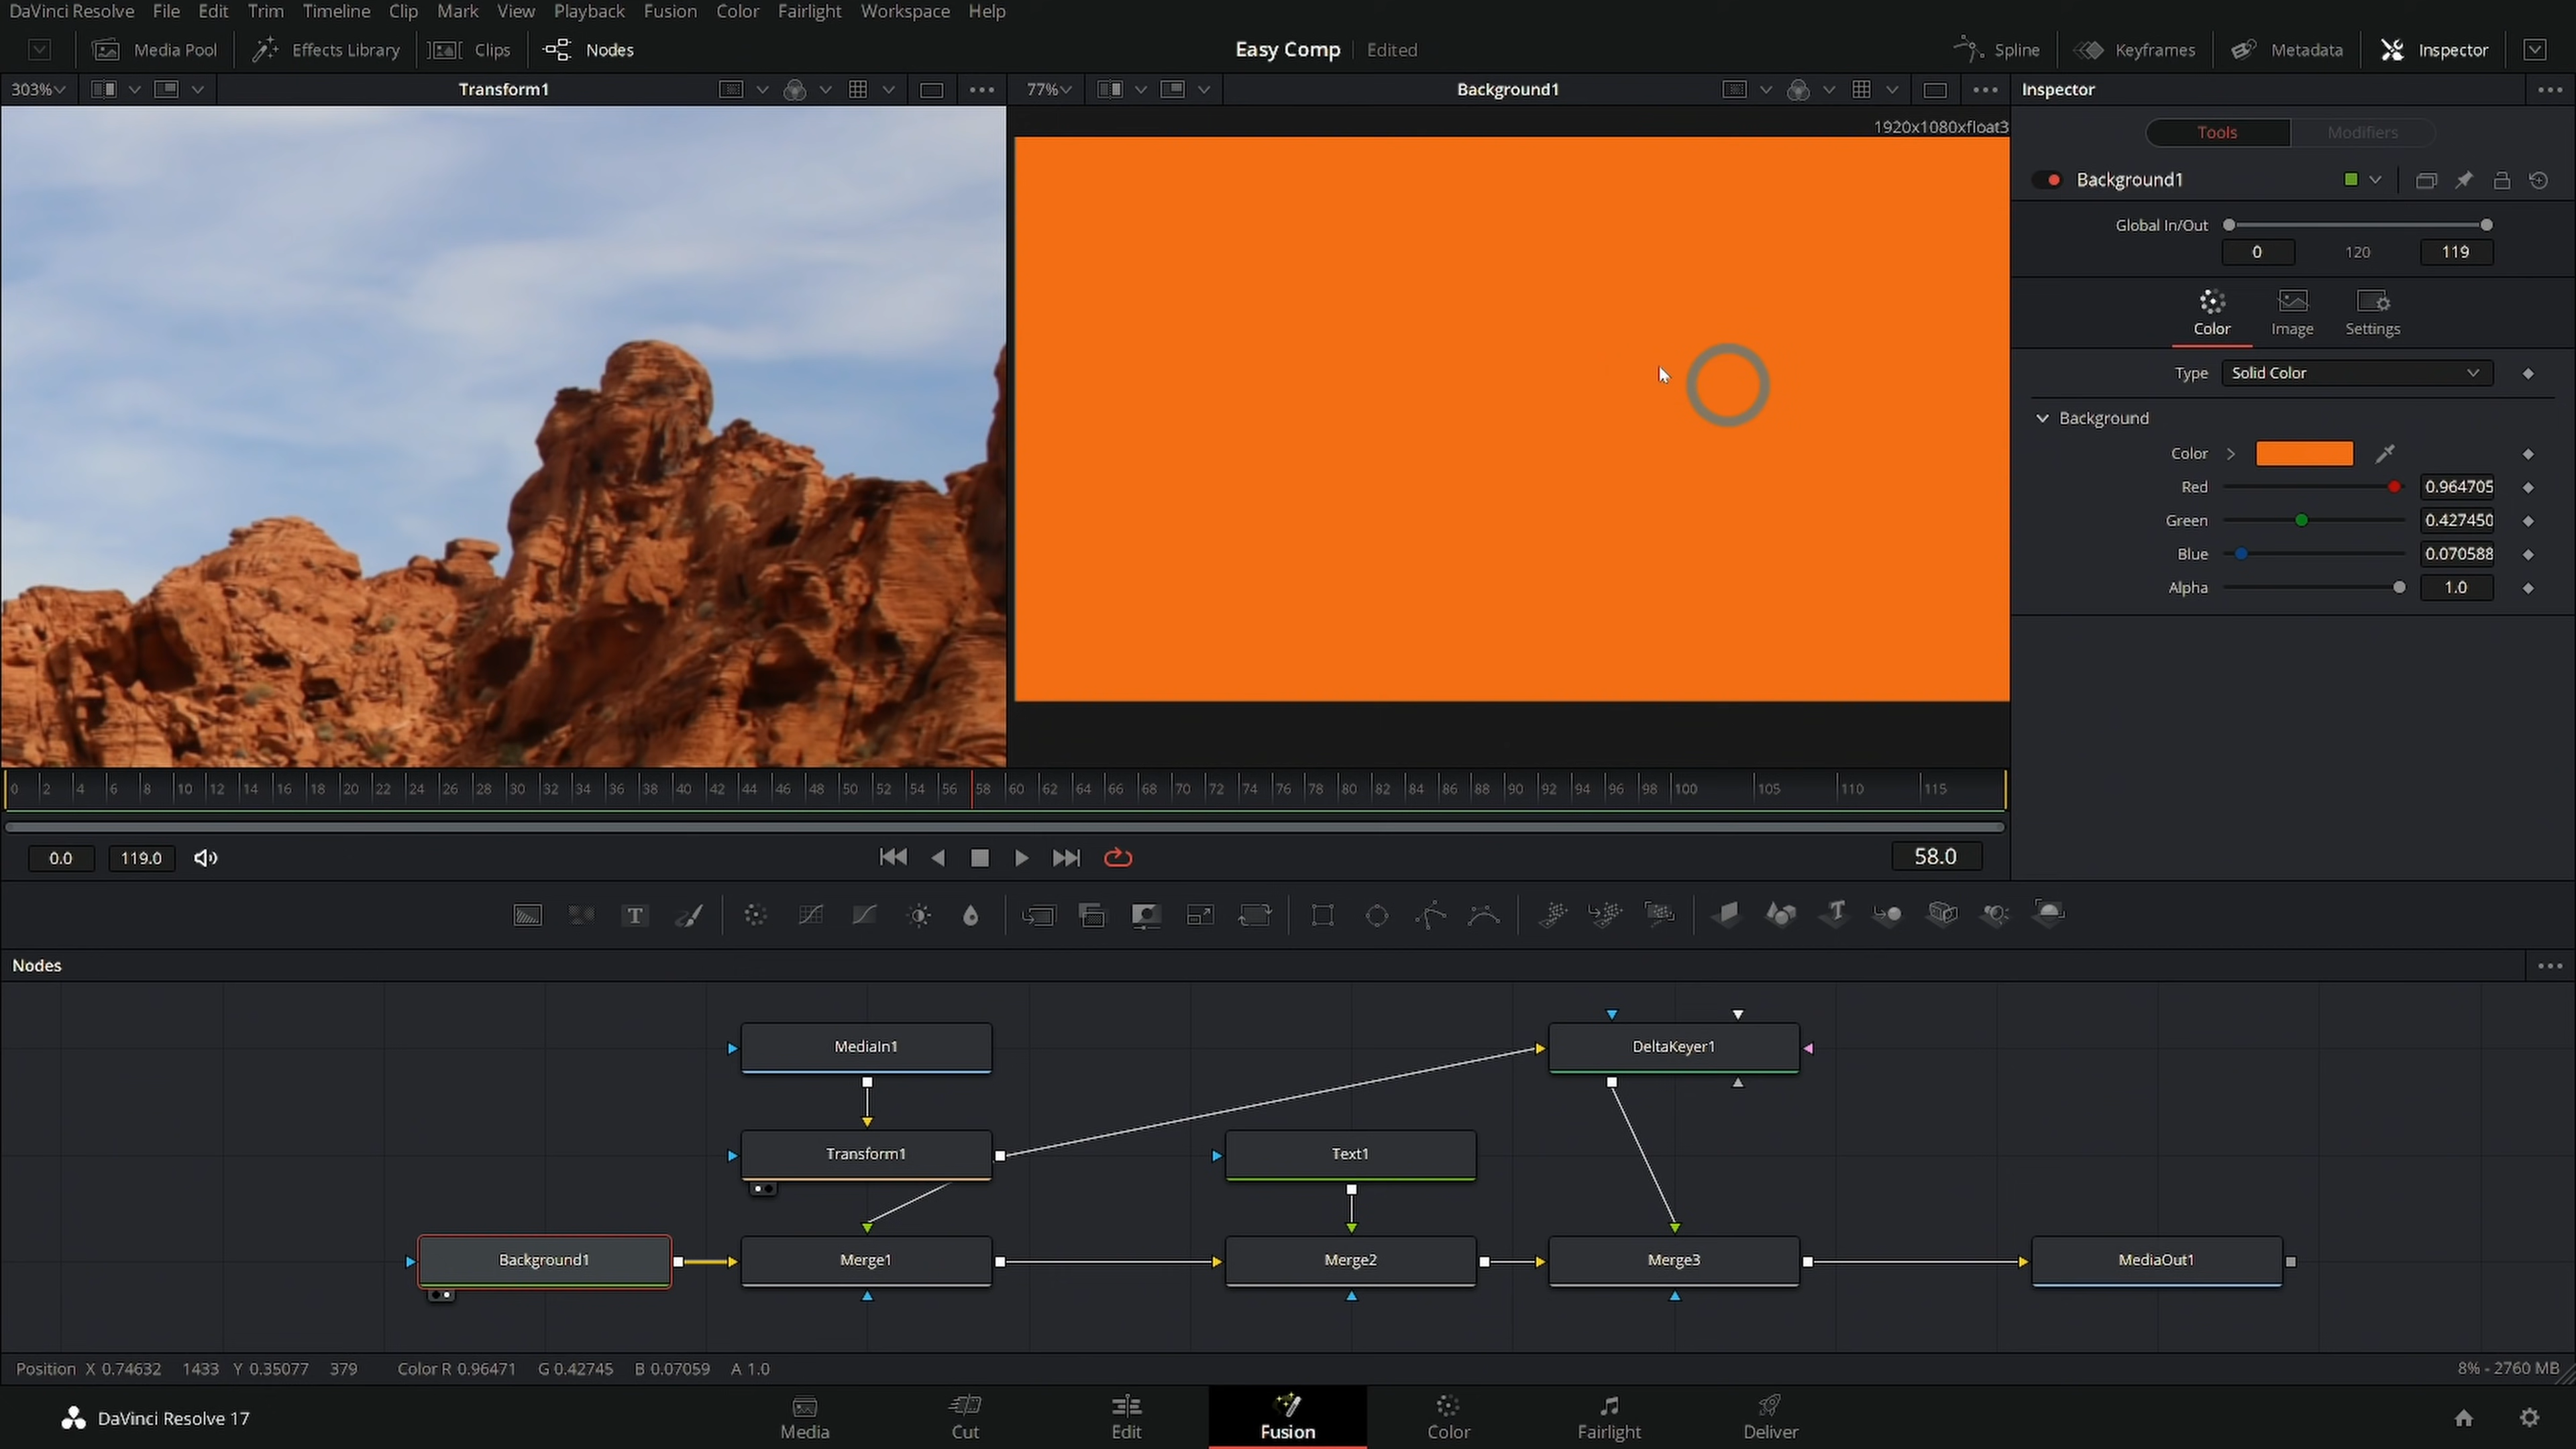 DaVinci Resolve File Edit Trim Timeline Clip Mark View Playback Fusion Color Fairlight Workspace Help
Media Pool Effects Library Clips Nodes Easy Comp Edited Spline Keyframes Metadata Inspector
303% Transform1 77% Background1 Inspector
1920x1080xfloat3
Tools Modifiers
Background1
Global In/Out
0 120 119
Color Image Settings
Type Solid Color
Background
Color
Red 0.964705
Green 0.427450
Blue 0.070588
Alpha 1.0
0 2 4 6 8 10 12 14 16 18 20 22 24 26 28 30 32 34 36 38 40 42 44 46 48 50 52 54 56 58 60 62 64 66 68 70 72 74 76 78 80 82 84 86 88 90 92 94 96 98 100 105 110 115
0.0 119.0 58.0
T T
Nodes
MediaIn1 DeltaKeyer1
Transform1 Text1
Background1 Merge1 Merge2 Merge3 MediaOut1
Position X 0.74632 1433 Y 0.35077 379 Color R 0.96471 G 0.42745 B 0.07059 A 1.0 8% - 2760 MB
DaVinci Resolve 17 Media Cut Edit Fusion Color Fairlight Deliver